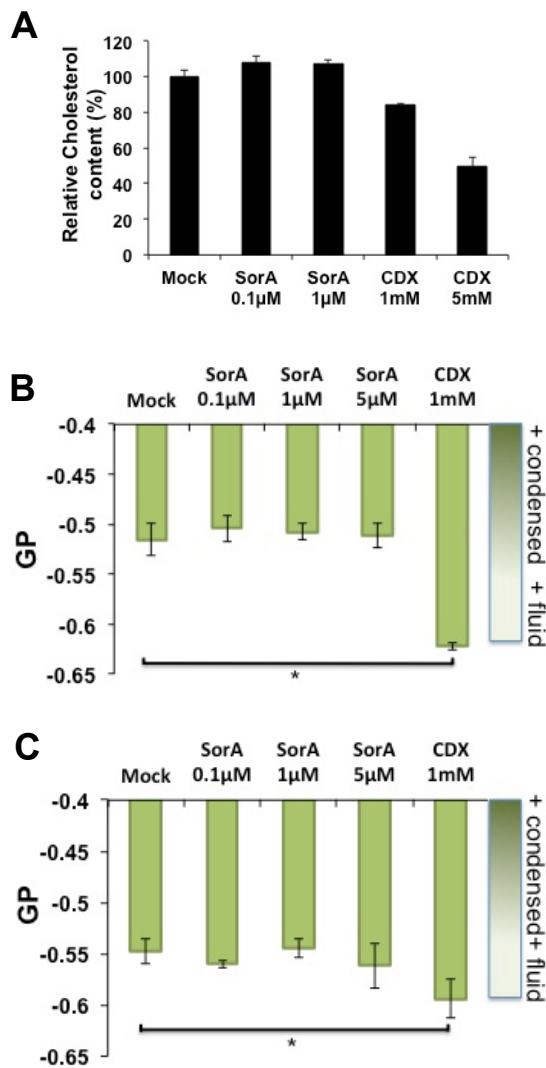 A
Relative Cholesterol
content (%)
120
100
80
60
40
20
0
Mock SorA SorA CDX CDX
0.1µM 1µM 1mM 5mM
B
Mock SorA SorA SorA CDX
0.1µM 1µM 5µM 1mM
-0.4
-0.45
-0.5
-0.55
-0.6
-0.65
GP
+ condensed + fluid
*
C
Mock SorA SorA SorA CDX
0.1µM 1µM 5µM 1mM
-0.4
-0.45
-0.5
-0.55
-0.6
-0.65
GP
+ condensed+ fluid
*